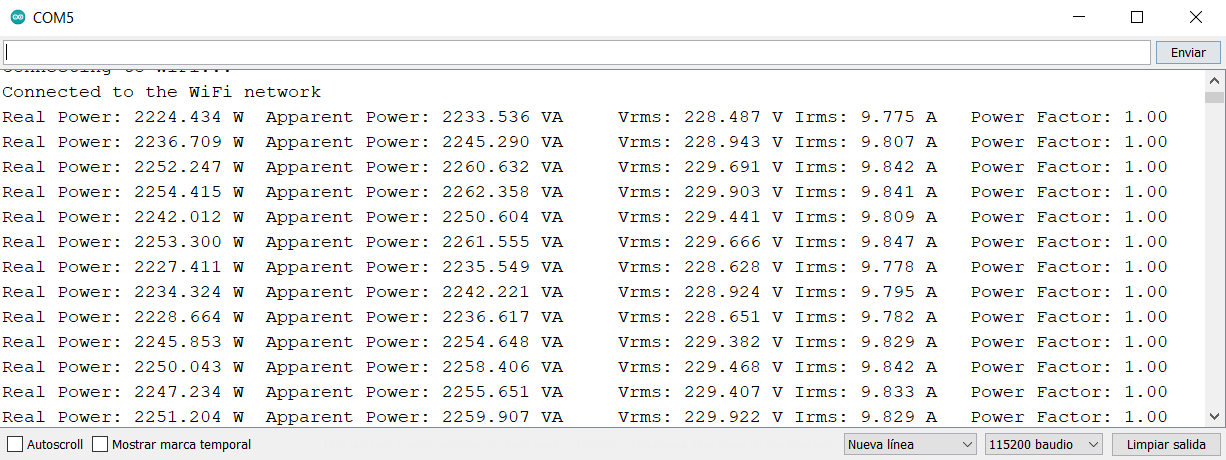 COM5
Enviar
Connecting to WiFi...
Connected to the WiFi network
Real Power: 2224.434 W  Apparent Power: 2233.536 VA     Vrms: 228.487 V Irms: 9.775 A   Power Factor: 1.00
Real Power: 2236.709 W  Apparent Power: 2245.290 VA     Vrms: 228.943 V Irms: 9.807 A   Power Factor: 1.00
Real Power: 2252.247 W  Apparent Power: 2260.632 VA     Vrms: 229.691 V Irms: 9.842 A   Power Factor: 1.00
Real Power: 2254.415 W  Apparent Power: 2262.358 VA     Vrms: 229.903 V Irms: 9.841 A   Power Factor: 1.00
Real Power: 2242.012 W  Apparent Power: 2250.604 VA     Vrms: 229.441 V Irms: 9.809 A   Power Factor: 1.00
Real Power: 2253.300 W  Apparent Power: 2261.555 VA     Vrms: 229.666 V Irms: 9.847 A   Power Factor: 1.00
Real Power: 2227.411 W  Apparent Power: 2235.549 VA     Vrms: 228.628 V Irms: 9.778 A   Power Factor: 1.00
Real Power: 2234.324 W  Apparent Power: 2242.221 VA     Vrms: 228.924 V Irms: 9.795 A   Power Factor: 1.00
Real Power: 2228.664 W  Apparent Power: 2236.617 VA     Vrms: 228.651 V Irms: 9.782 A   Power Factor: 1.00
Real Power: 2245.853 W  Apparent Power: 2254.648 VA     Vrms: 229.382 V Irms: 9.829 A   Power Factor: 1.00
Real Power: 2250.043 W  Apparent Power: 2258.406 VA     Vrms: 229.468 V Irms: 9.842 A   Power Factor: 1.00
Real Power: 2247.234 W  Apparent Power: 2255.651 VA     Vrms: 229.407 V Irms: 9.833 A   Power Factor: 1.00
Real Power: 2251.204 W  Apparent Power: 2259.907 VA     Vrms: 229.922 V Irms: 9.829 A   Power Factor: 1.00
Autoscroll Mostrar marca temporal Nueva línea 115200 baudio Limpiar salida